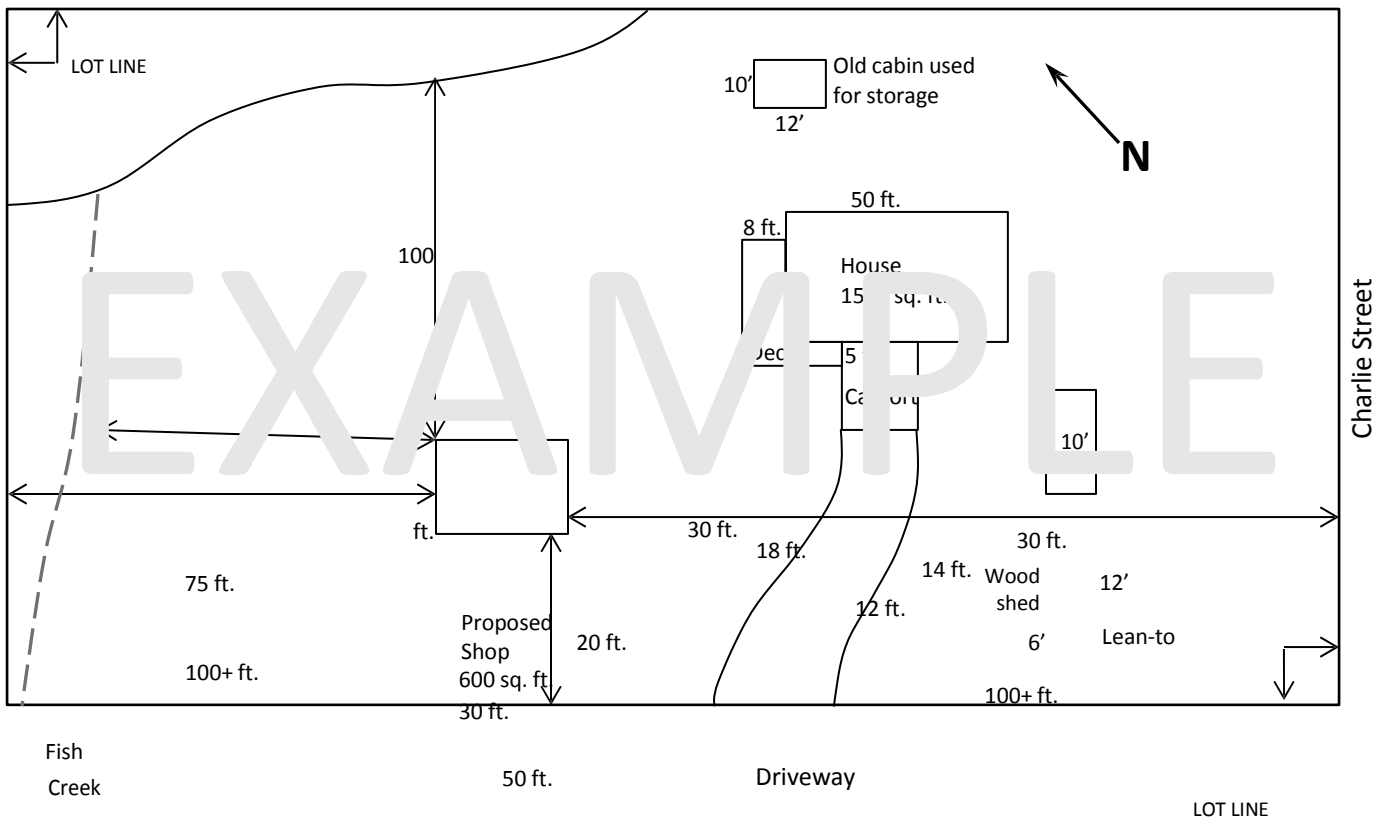 LOT LINE
Old cabin used
for storage
10’
12’
N
50 ft.
8 ft.
100
House
sq. ft.
5
10’
EXAMPLE
Charlie Street
ft.
30 ft.
18 ft.
30 ft.
14 ft.
Wood
shed
12’
75 ft.
12 ft.
Proposed
Shop
600 sq. ft.
30 ft.
20 ft.
6’
Lean-to
100+ ft.
100+ ft.
Fish
Creek
50 ft.
Driveway
LOT LINE